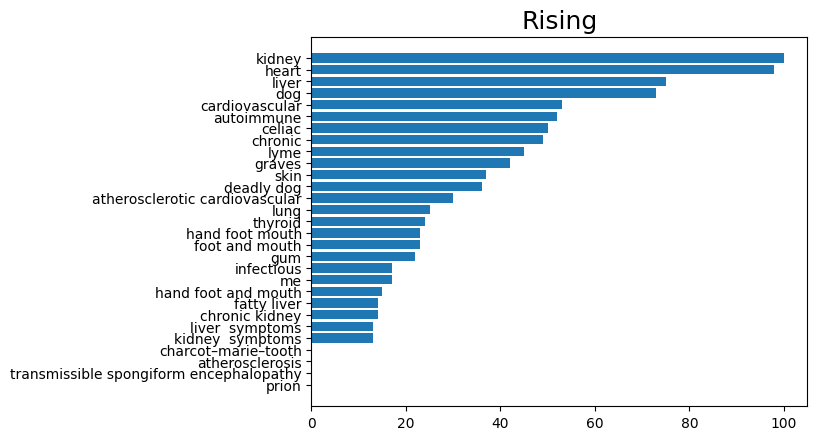 Rising
kidney
heart
liver
dog
cardiovascular
autoimmune
celiac
chronic
lyme
graves
skin
deadly dog
atherosclerotic cardiovascular
lung
thyroid
hand foot mouth
foot and mouth
gum
infectious
me
hand foot and mouth
fatty liver
chronic kidney
liver  symptoms
kidney  symptoms
charcot–marie–tooth
atherosclerosis
transmissible spongiform encephalopathy
prion
0 20 40 60 80 100